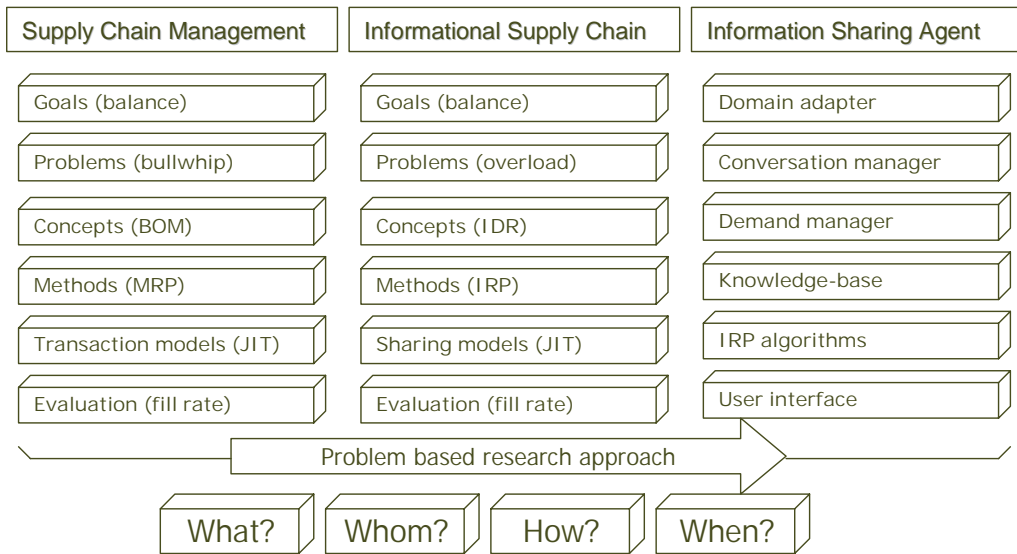 Supply Chain Management
Informational Supply Chain
Information Sharing Agent
Goals (balance)
Problems (bullwhip)
Concepts (BOM)
Methods (MRP)
Transaction models (JIT)
Evaluation (fill rate)
Goals (balance)
Problems (overload)
Concepts (IDR)
Methods (IRP)
Sharing models (JIT)
Evaluation (fill rate)
Domain adapter
Conversation manager
Demand manager
Knowledge-base
IRP algorithms
User interface
Problem based research approach
What?
Whom?
How?
When?